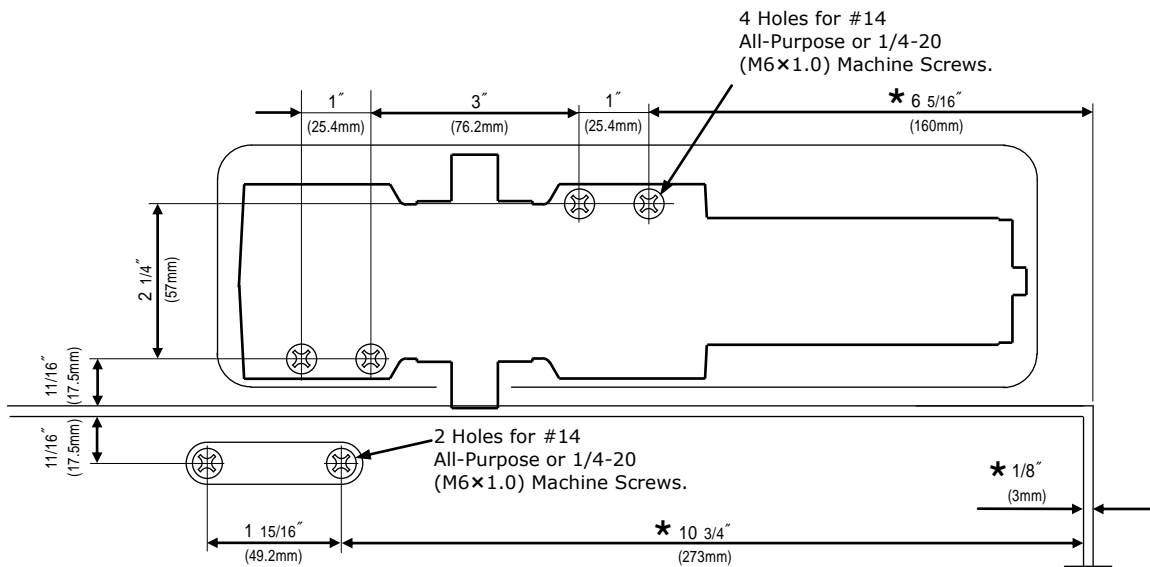 4 Holes for #14
All-Purpose or 1/4-20
(M6×1.0) Machine Screws.
1″
(25.4mm)
3″
(76.2mm)
1″
(25.4mm)
★ 6 5/16″
(160mm)
2 1/4″
(57mm)
11/16″
(17.5mm)
11/16″
(17.5mm)
2 Holes for #14
All-Purpose or 1/4-20
(M6×1.0) Machine Screws.
★ 1/8″
(3mm)
1 15/16″
(49.2mm)
★ 10 3/4″
(273mm)